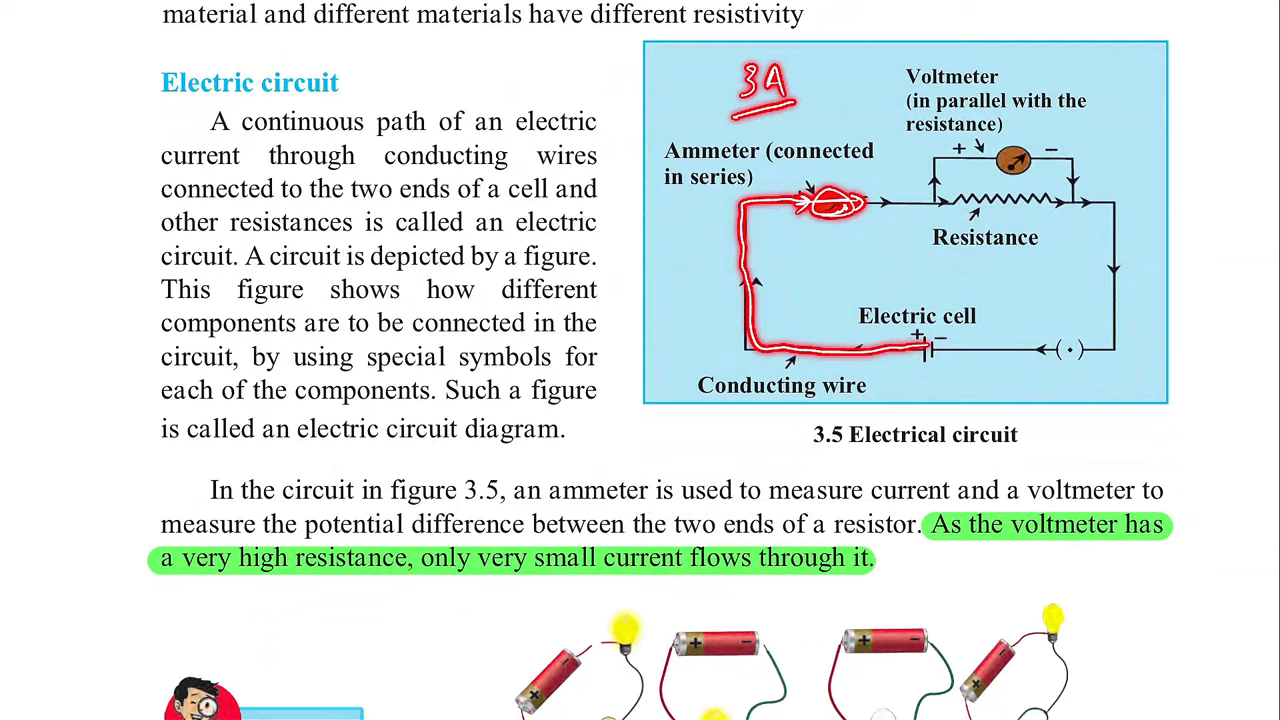 material and different materials have different resistivity
Electric circuit
A continuous path of an electric
current through conducting wires
connected to the two ends of a cell and
other resistances is called an electric
circuit. A circuit is depicted by a figure.
This figure shows how different
components are to be connected in the
circuit, by using special symbols for
each of the components. Such a figure
is called an electric circuit diagram.
3A
Voltmeter
(in parallel with the
resistance)
Ammeter (connected
in series)
+ −
Resistance
Electric cell
+ −
Conducting wire
3.5 Electrical circuit
In the circuit in figure 3.5, an ammeter is used to measure current and a voltmeter to
measure the potential difference between the two ends of a resistor. As the voltmeter has
a very high resistance, only very small current flows through it.